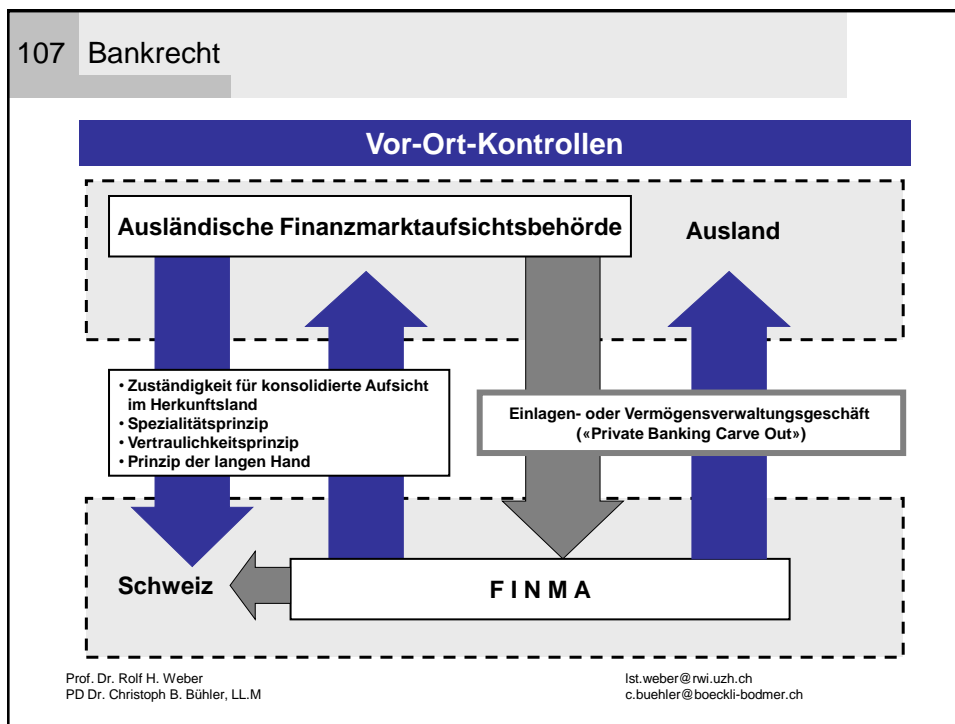 107 Bankrecht
Vor-Ort-Kontrollen
Ausländische Finanzmarktaufsichtsbehörde
Ausland
• Zuständigkeit für konsolidierte Aufsicht
im Herkunftsland
• Spezialitätsprinzip
• Vertraulichkeitsprinzip
• Prinzip der langen Hand
Einlagen- oder Vermögensverwaltungsgeschäft
(«Private Banking Carve Out»)
Schweiz
F I N M A
Prof. Dr. Rolf H. Weber
PD Dr. Christoph B. Bühler, LL.M
lst.weber@rwi.uzh.ch
c.buehler@boeckli-bodmer.ch